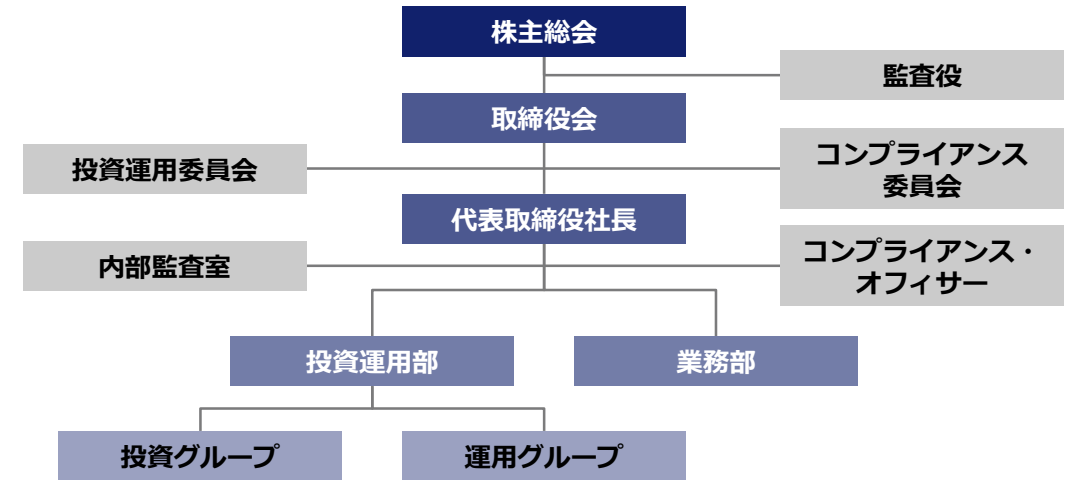 株主総会
監査役
取締役会
投資運用委員会
コンプライアンス
委員会
代表取締役社長
内部監査室
コンプライアンス・
オフィサー
投資運用部
業務部
投資グループ
運用グループ